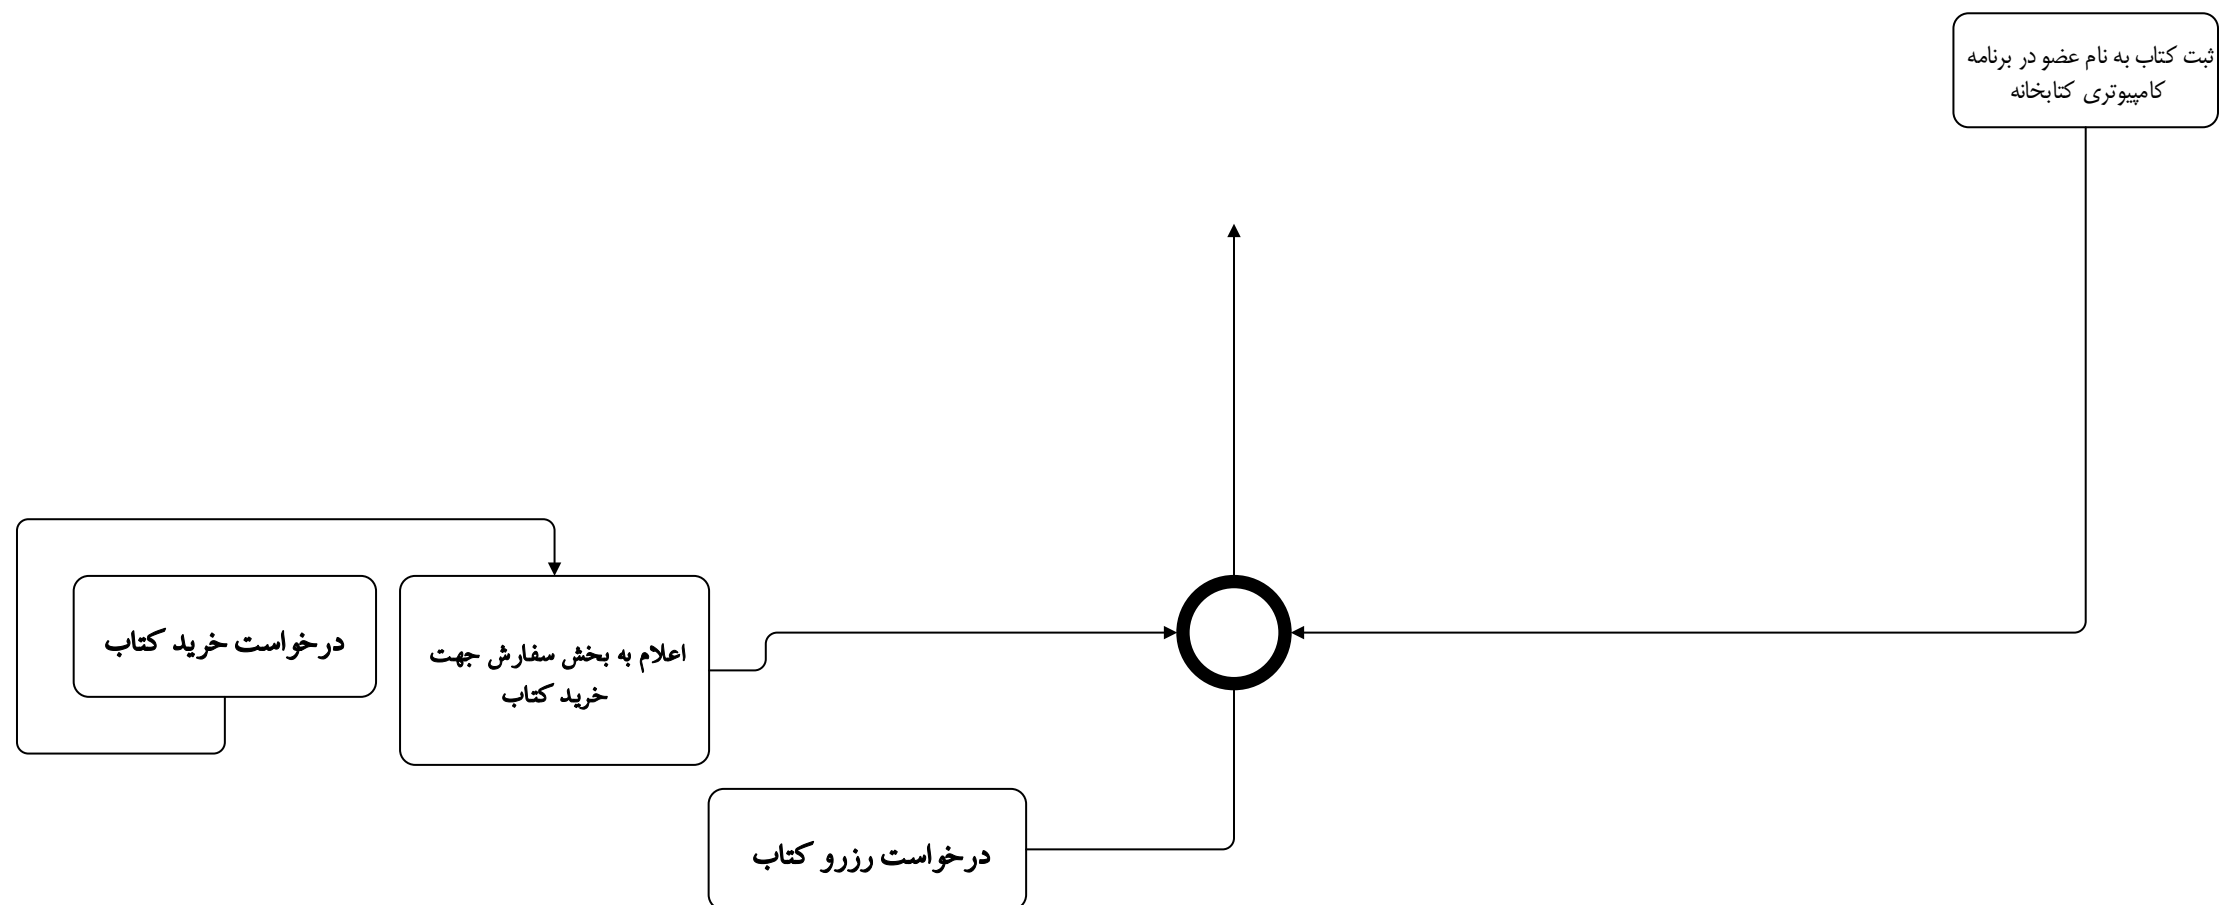 ثبت کتاب به نام عضو در برنامه
کامپیوتری کتابخانه
درخواست خرید کتاب
اعلام به بخش سفارش جهت
خرید کتاب
درخواست رزرو کتاب